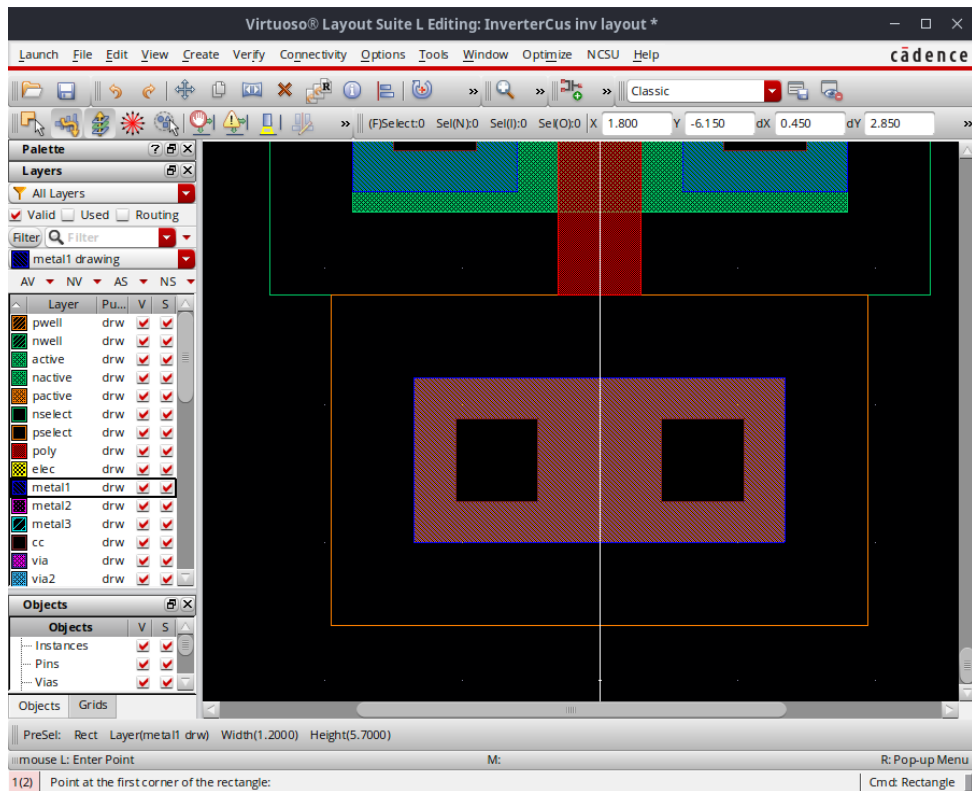 Virtuoso® Layout Suite L Editing: InverterCus inv layout *
Launch File Edit View Create Verify Connectivity Options Tools Window Optimize NCSU Help cādence
R » » » Classic
» (F)Select:0 Sel(N):0 Sel(I):0 Sel(O):0 X 1.800 Y -6.150 dX 0.450 dY 2.850 »
Palette ?
Layers
All Layers
Valid Used Routing
Filter Filter
metal1 drawing
AV NV AS NS
Layer Pu... V S
pwell drw
nwell drw
active drw
nactive drw
pactive drw
nselect drw
pselect drw
poly drw
elec drw
metal1 drw
metal2 drw
metal3 drw
cc drw
via drw
via2 drw
Objects
Objects V S
Instances
Pins
Vias
Objects Grids
PreSel: Rect Layer(metal1 drw) Width(1.2000) Height(5.7000)
mouse L: Enter Point M: R: Pop-up Menu
1(2) Point at the first corner of the rectangle: Cmd: Rectangle